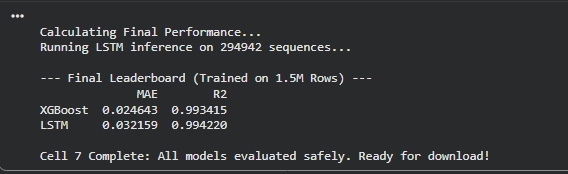 Calculating Final Performance...
Running LSTM inference on 294942 sequences...
--- Final Leaderboard (Trained on 1.5M Rows) ---
MAE R2
XGBoost 0.024643 0.993415
LSTM 0.032159 0.994220
Cell 7 Complete: All models evaluated safely. Ready for download!